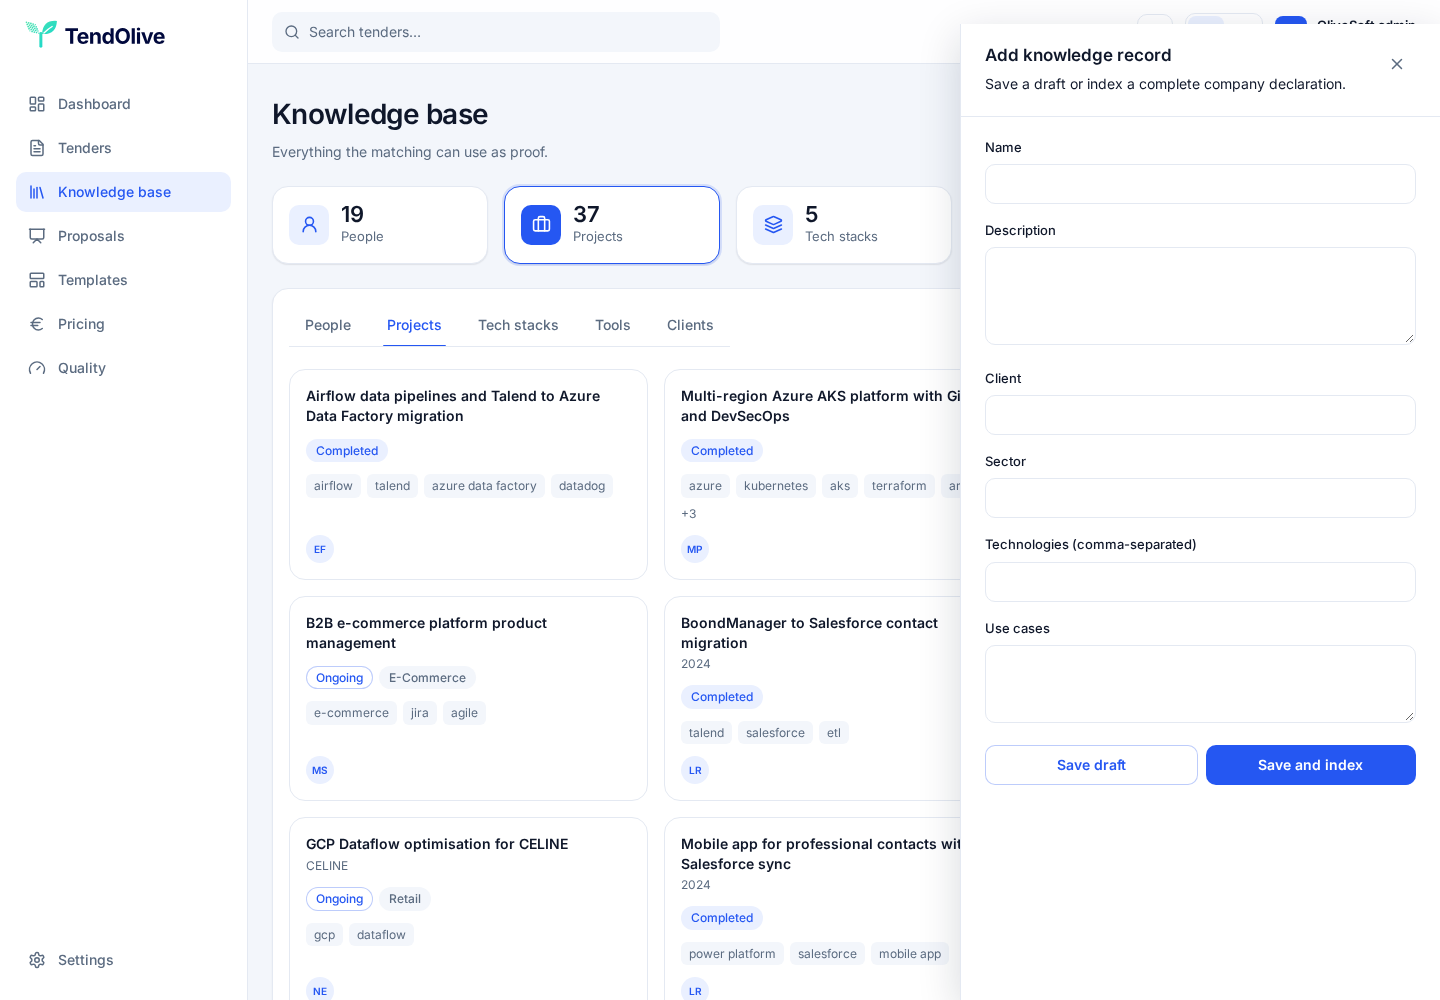 TendOlive
Search tenders...
Dashboard
Tenders
Knowledge base
Proposals
Templates
Pricing
Quality
Settings
Knowledge base
Everything the matching can use as proof.
19
People
37
Projects
5
Tech stacks
People Projects Tech stacks Tools Clients
Airflow data pipelines and Talend to Azure
Data Factory migration
Completed
airflow talend azure data factory datadog
EF
Multi-region Azure AKS platform with
and DevSecOps
Completed
azure kubernetes aks terraform
+3
MP
B2B e-commerce platform product
management
Ongoing E-Commerce
e-commerce jira agile
MS
BoondManager to Salesforce contact
migration
2024
Completed
talend salesforce etl
LR
GCP Dataflow optimisation for CELINE
CELINE
Ongoing Retail
gcp dataflow
NE
Mobile app for professional contacts with
Salesforce sync
2024
Completed
power platform salesforce mobile app
LR
Add knowledge record
Save a draft or index a complete company declaration.
Name
Description
Client
Sector
Technologies (comma-separated)
Use cases
Save draft Save and index